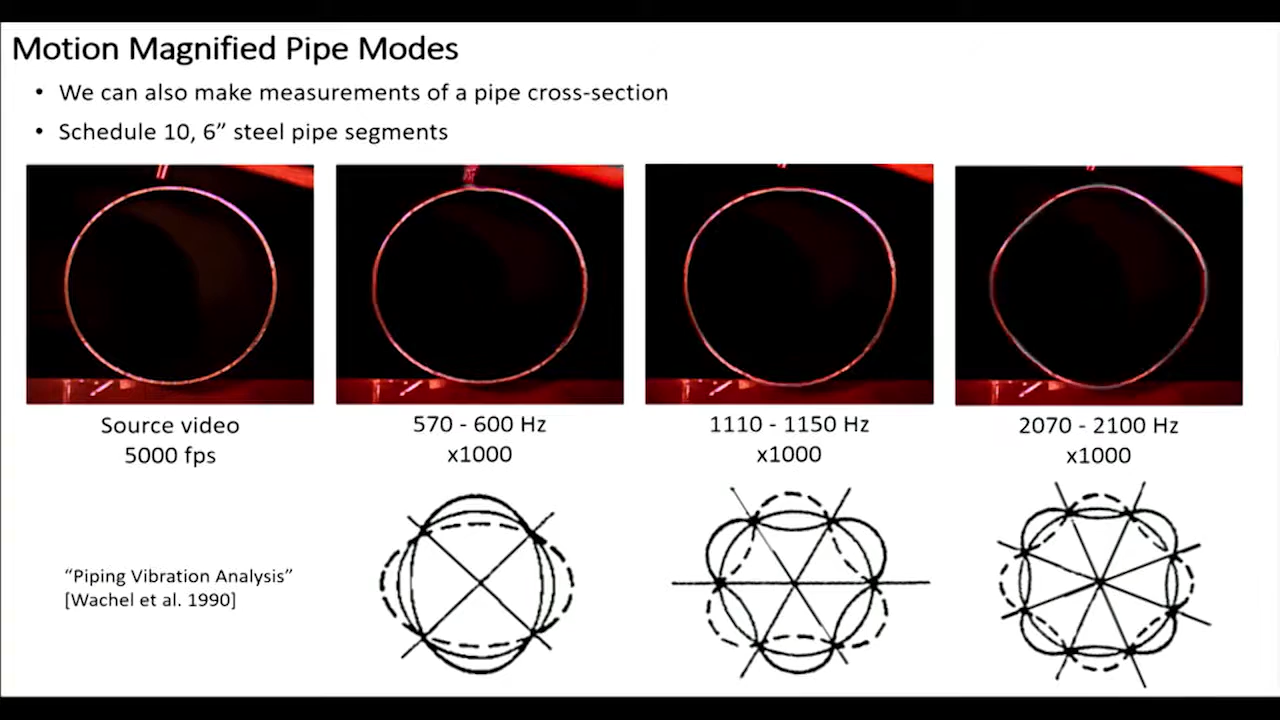 Motion Magnified Pipe Modes
• We can also make measurements of a pipe cross-section
• Schedule 10, 6” steel pipe segments
Source video
5000 fps
570 - 600 Hz
x1000
1110 - 1150 Hz
x1000
2070 - 2100 Hz
x1000
“Piping Vibration Analysis”
[Wachel et al. 1990]